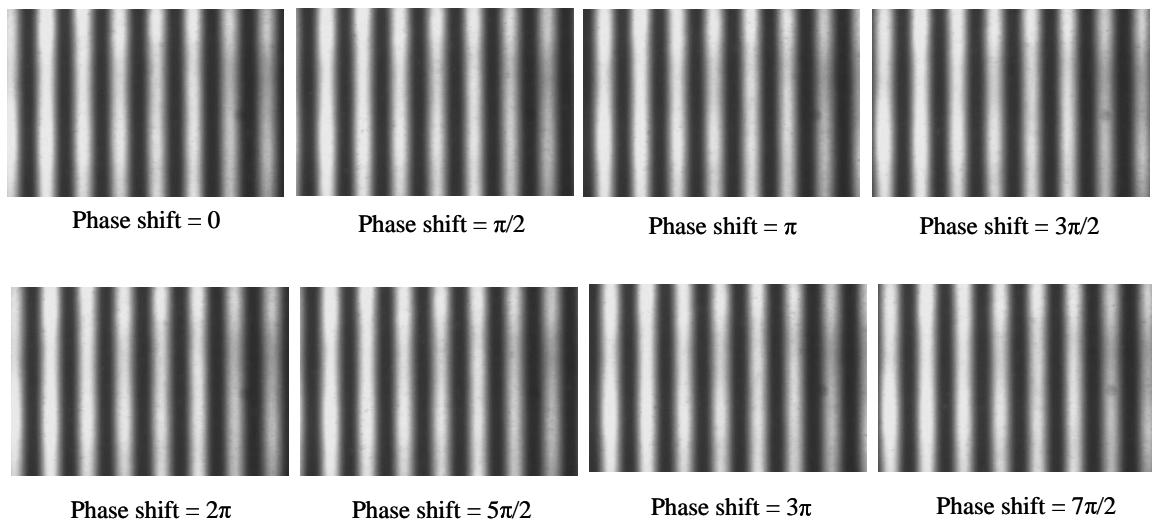 Phase shift = 0
Phase shift = π/2
Phase shift = π
Phase shift = 3π/2
Phase shift = 2π
Phase shift = 5π/2
Phase shift = 3π
Phase shift = 7π/2